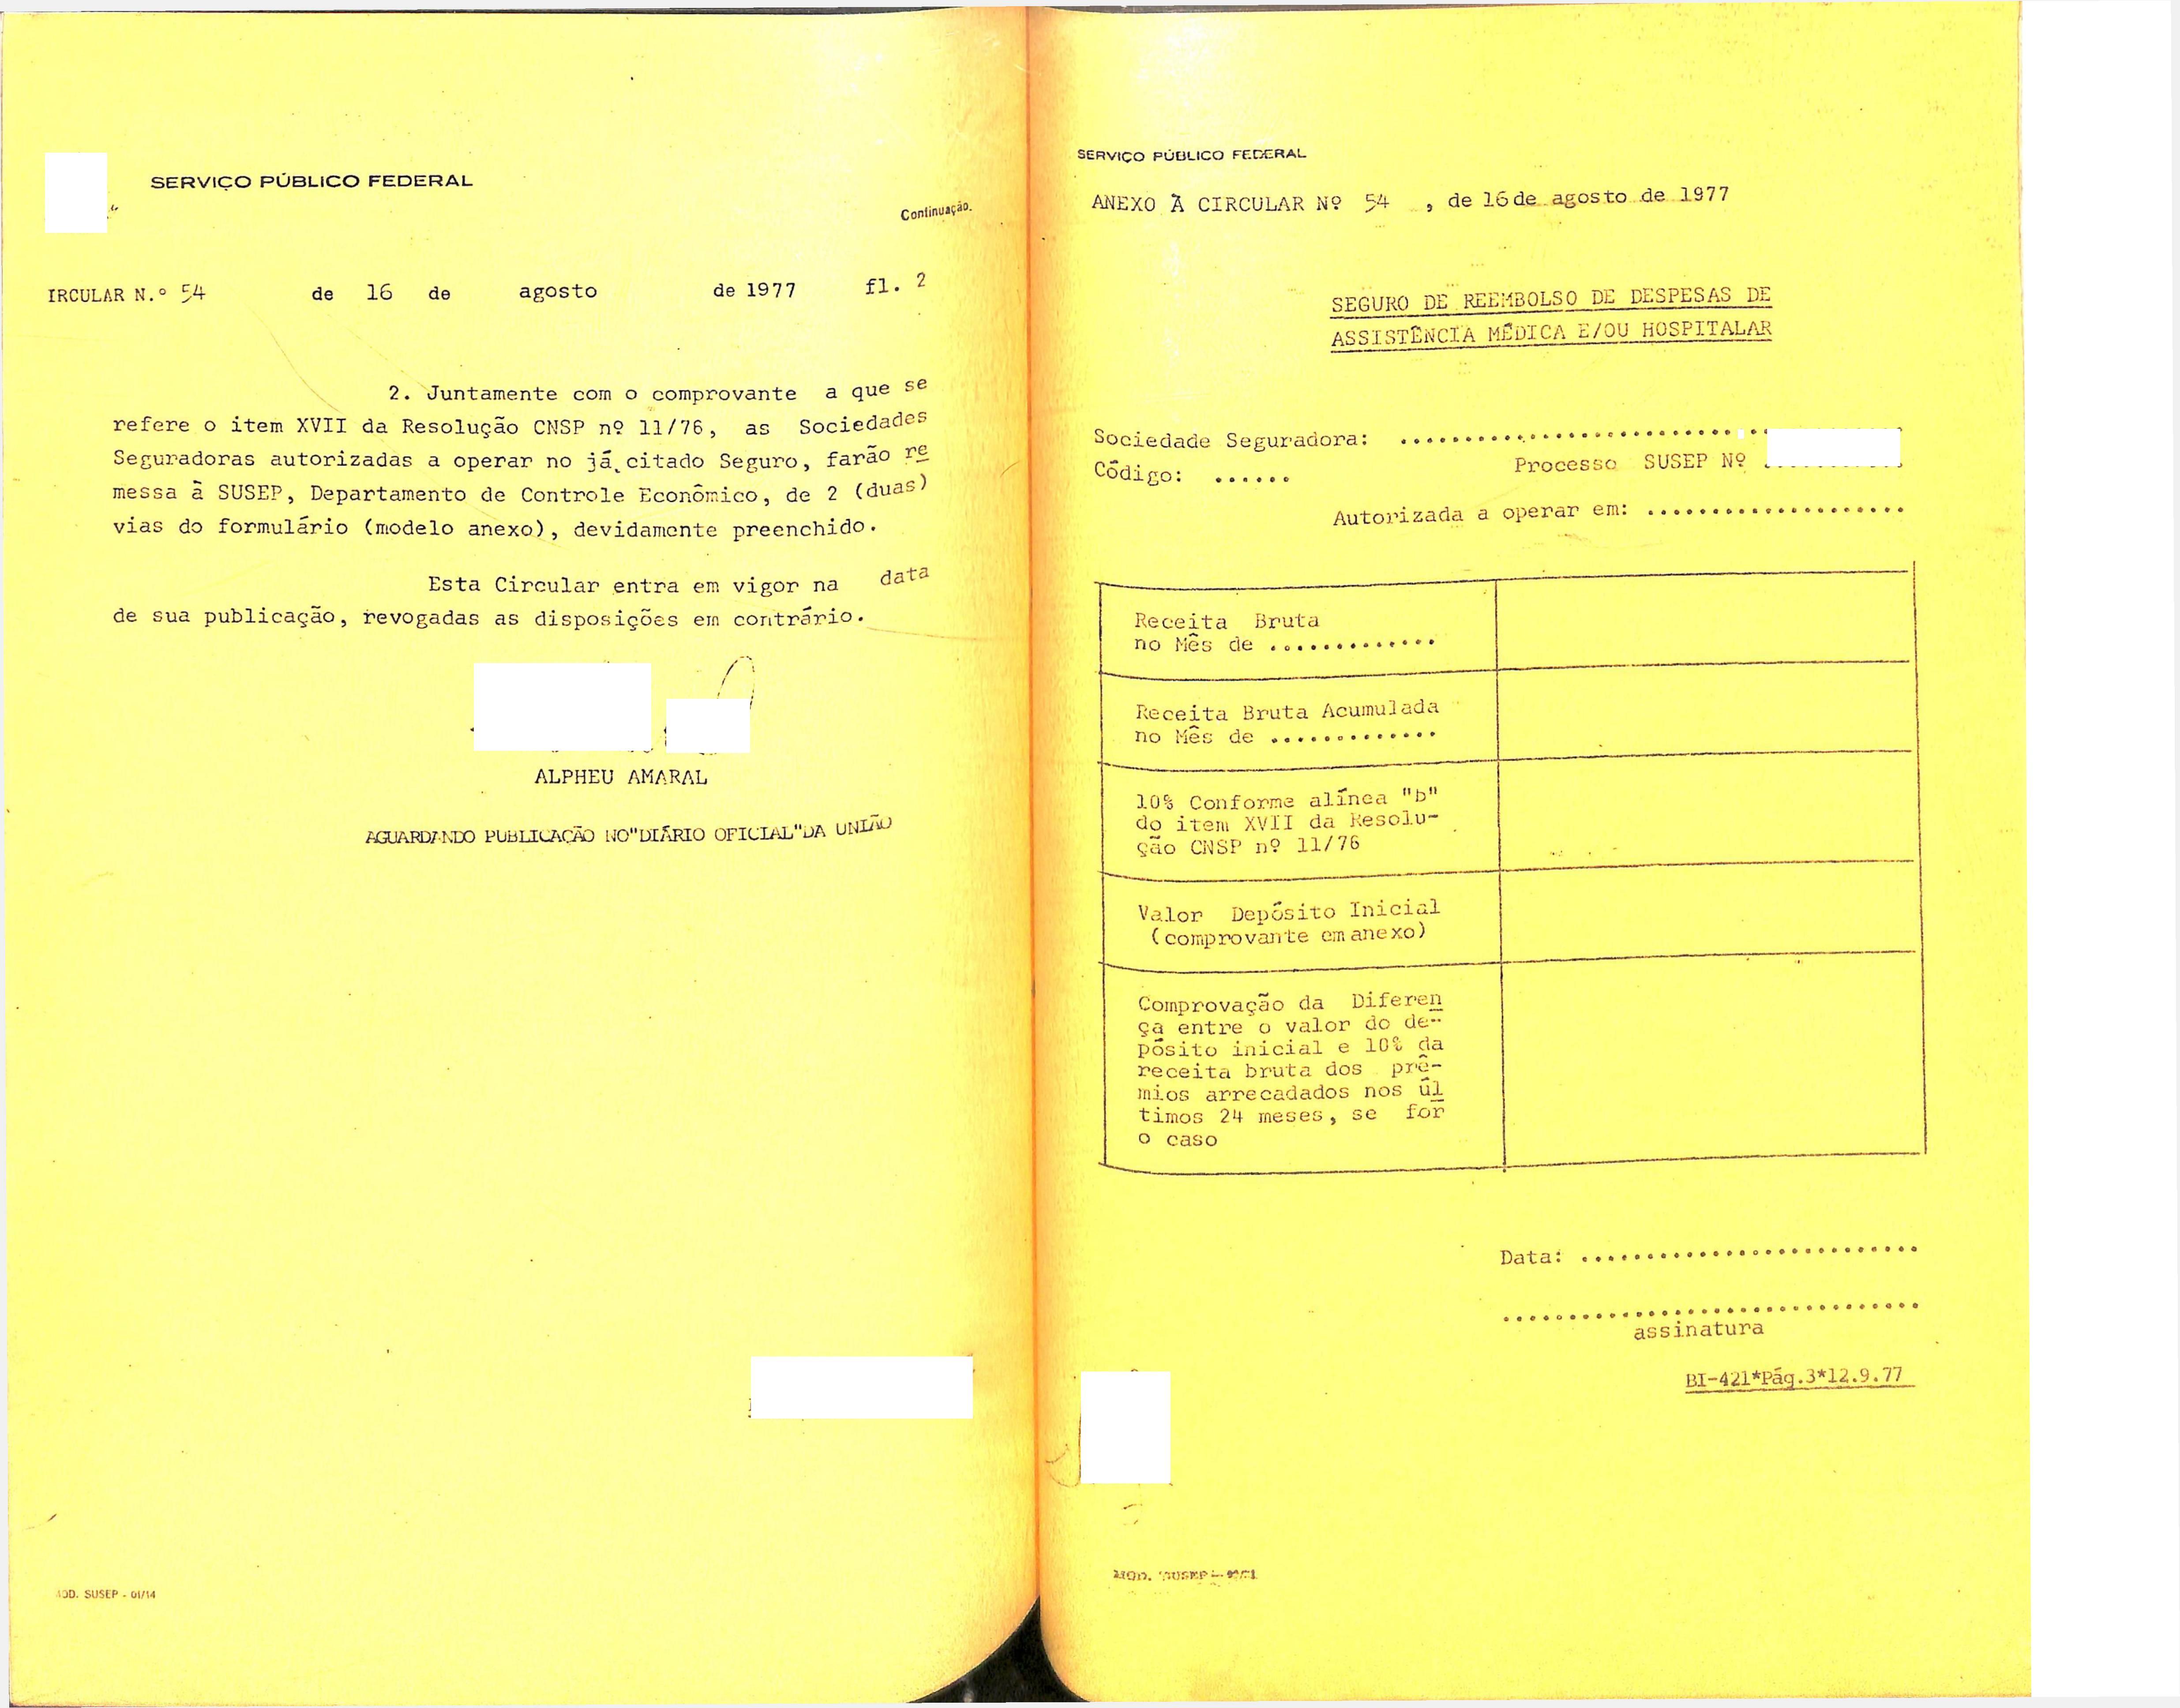 SERVIÇO PÚBLICO FEDERAL
Continuação.
IRCULAR N.º 54 de 16 de agosto de 1977 fl. 2
2. Juntamente com o comprovante a que se
refere o item XVII da Resolução CNSP nº 11/76, as Sociedades
Seguradoras autorizadas a operar no já citado Seguro, farão re
messa à SUSEP, Departamento de Controle Econômico, de 2 (duas)
vias do formulário (modelo anexo), devidamente preenchido.
Esta Circular entra em vigor na data
de sua publicação, revogadas as disposições em contrário.
ALPHEU AMARAL
AGUARDANDO PUBLICAÇÃO NO"DIÁRIO OFICIAL"DA UNIÃO
MOD. SUSEP - 01/14
SERVIÇO PÚBLICO FEDERAL
ANEXO À CIRCULAR Nº 54 , de 16 de agosto de 1977
SEGURO DE REEMBOLSO DE DESPESAS DE
ASSISTÊNCIA MÉDICA E/OU HOSPITALAR
Sociedade Seguradora: ............................
Código: ...... Processo SUSEP Nº
Autorizada a operar em: ....................
Receita Bruta
no Mês de .............
Receita Bruta Acumulada
no Mês de .............
10% Conforme alínea "b"
do item XVII da Resolu-
ção CNSP nº 11/76
Valor Depósito Inicial
(comprovante em anexo)
Comprovação da Diferen
ça entre o valor do de-
pósito inicial e 10% da
receita bruta dos prê-
mios arrecadados nos úl
timos 24 meses, se for
o caso
Data: ..........................
................................
assinatura
BI-421*Pág.3*12.9.77
MOD. SUSEP